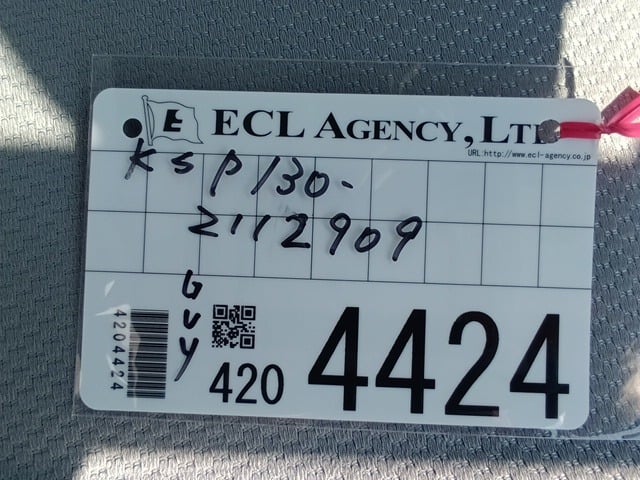 E ECL AGENCY, LTD
URL:http://www.ecl-agency.co.jp
KSP130-
2112909
GUY
4204424
420 4424